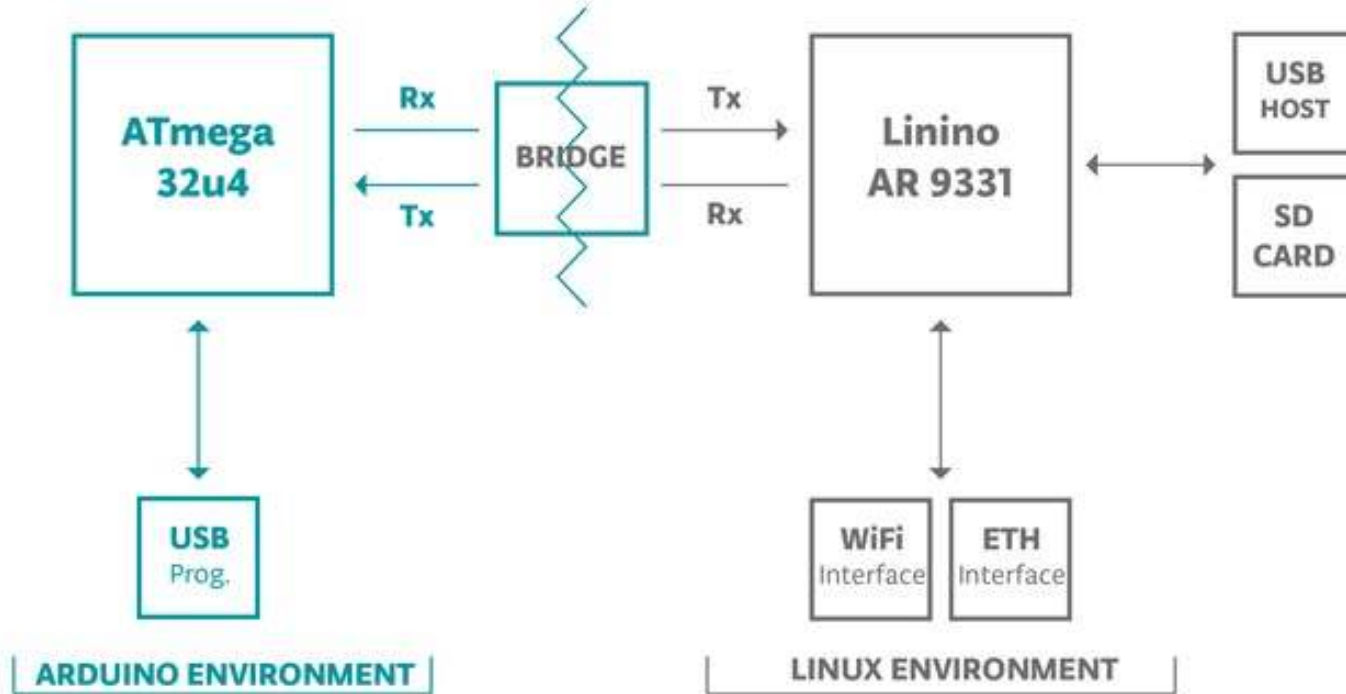 ATmega
32u4
Rx
Tx
BRIDGE
Tx
Rx
Linino
AR 9331
USB
HOST
SD
CARD
USB
Prog.
WiFi
Interface
ETH
Interface
ARDUINO ENVIRONMENT
LINUX ENVIRONMENT